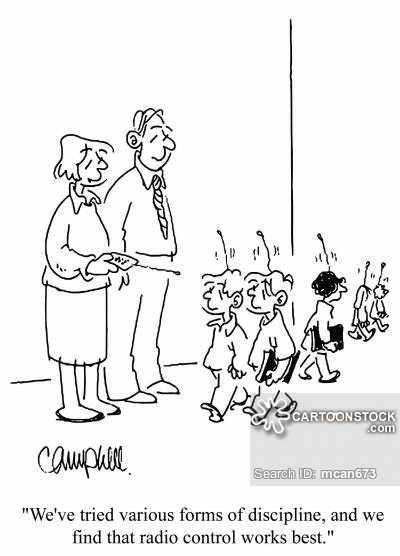 CARTOONSTOCK
.com
Search ID: mcan673
Campbell.
"We've tried various forms of discipline, and we
find that radio control works best."